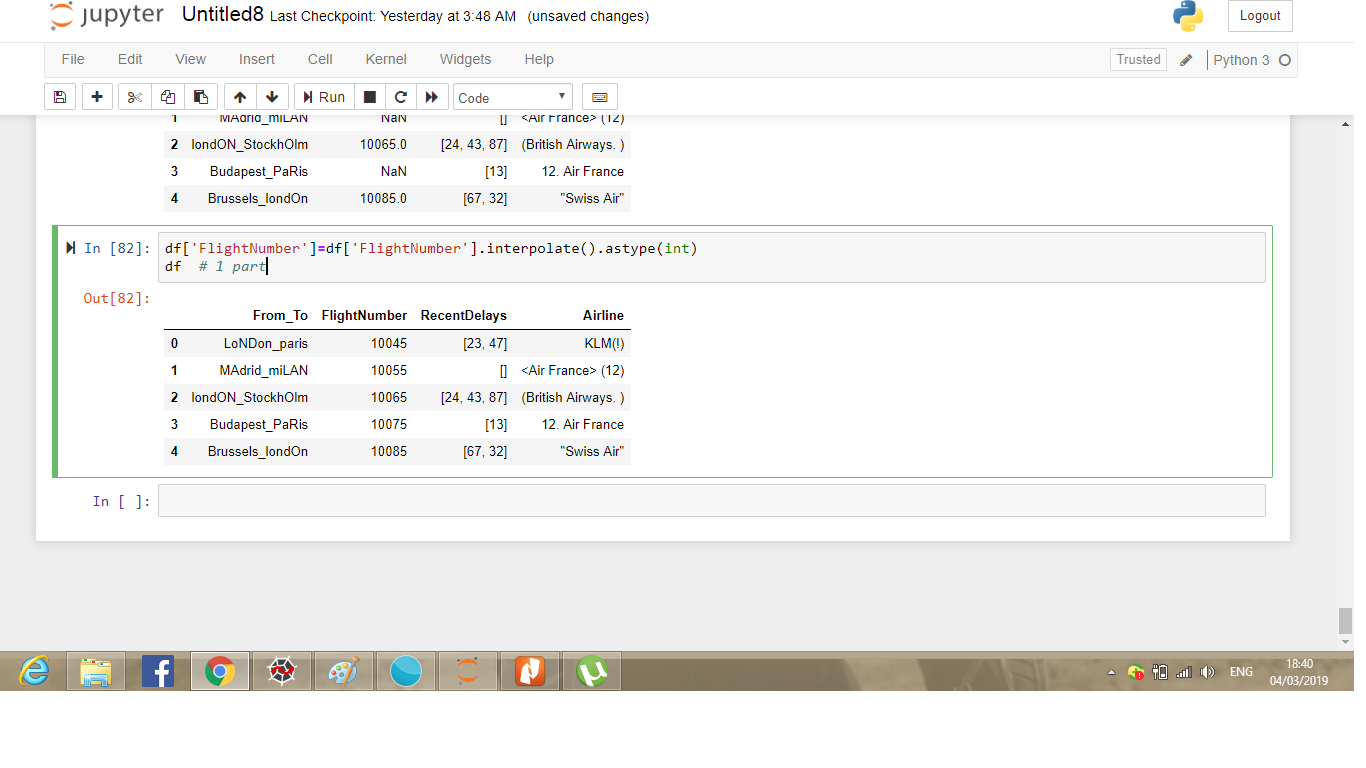 jupyter Untitled8 Last Checkpoint: Yesterday at 3:48 AM (unsaved changes) Logout
File Edit View Insert Cell Kernel Widgets Help Trusted Python 3
Run Code
1 MAdrid_miLAN NaN [] <Air France> (12)
2 londON_StockhOlm 10065.0 [24, 43, 87] (British Airways. )
3 Budapest_PaRis NaN [13] 12. Air France
4 Brussels_londOn 10085.0 [67, 32] "Swiss Air"
In [82]: df['FlightNumber']=df['FlightNumber'].interpolate().astype(int)
df # 1 part
Out[82]:
From_To FlightNumber RecentDelays Airline
0 LoNDon_paris 10045 [23, 47] KLM(!)
1 MAdrid_miLAN 10055 [] <Air France> (12)
2 londON_StockhOlm 10065 [24, 43, 87] (British Airways. )
3 Budapest_PaRis 10075 [13] 12. Air France
4 Brussels_londOn 10085 [67, 32] "Swiss Air"
In [ ]:
ENG 18:40
04/03/2019